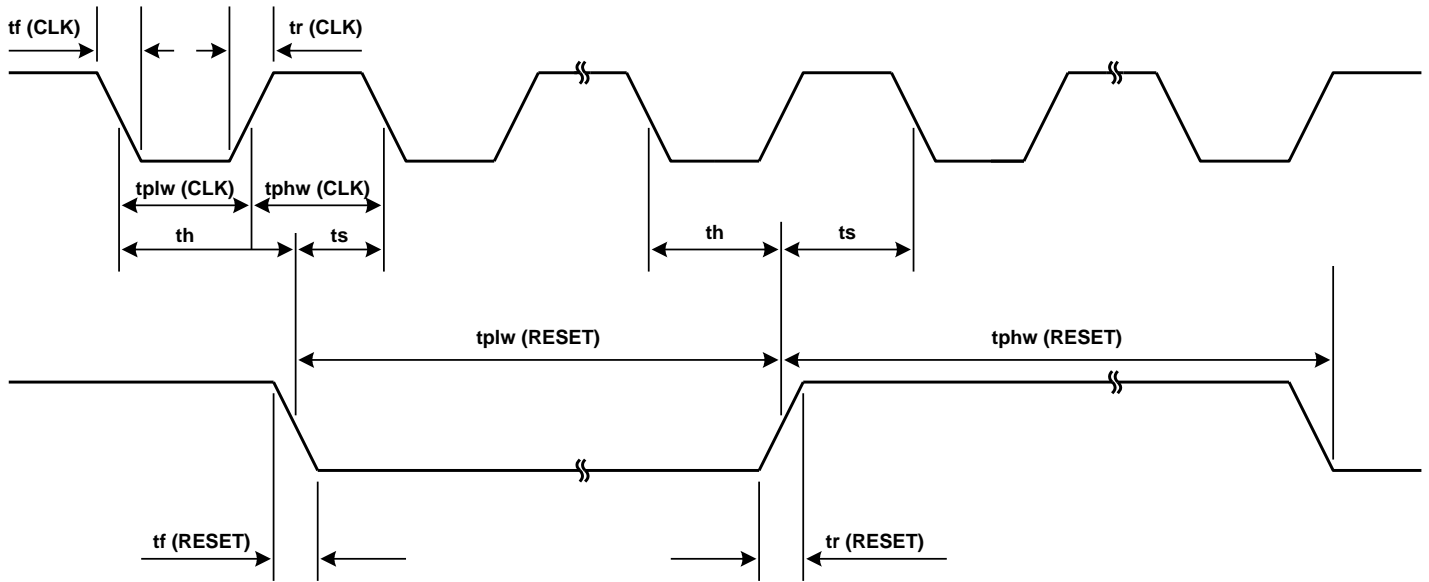 tf (CLK)
tr (CLK)
tplw (CLK)
tphw (CLK)
th
ts
th
ts
tplw (RESET)
tphw (RESET)
tf (RESET)
tr (RESET)